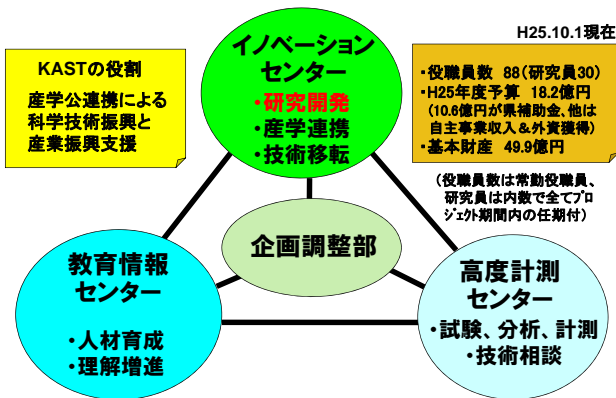 H25.10.1現在
イノベーション
センター
・研究開発
・産学連携
・技術移転
KASTの役割
産学公連携による
科学技術振興と
産業振興支援
・役職員数 88(研究員30)
・H25年度予算 18.2億円
(10.6億円が県補助金、他は
自主事業収入&外資獲得)
・基本財産 49.9億円
(役職員数は常勤役職員、
研究員は内数で全てﾌﾟﾛ
ｼﾞｪｸﾄ期間内の任期付)
企画調整部
教育情報
センター
・人材育成
・理解増進
高度計測
センター
・試験、分析、計測
・技術相談